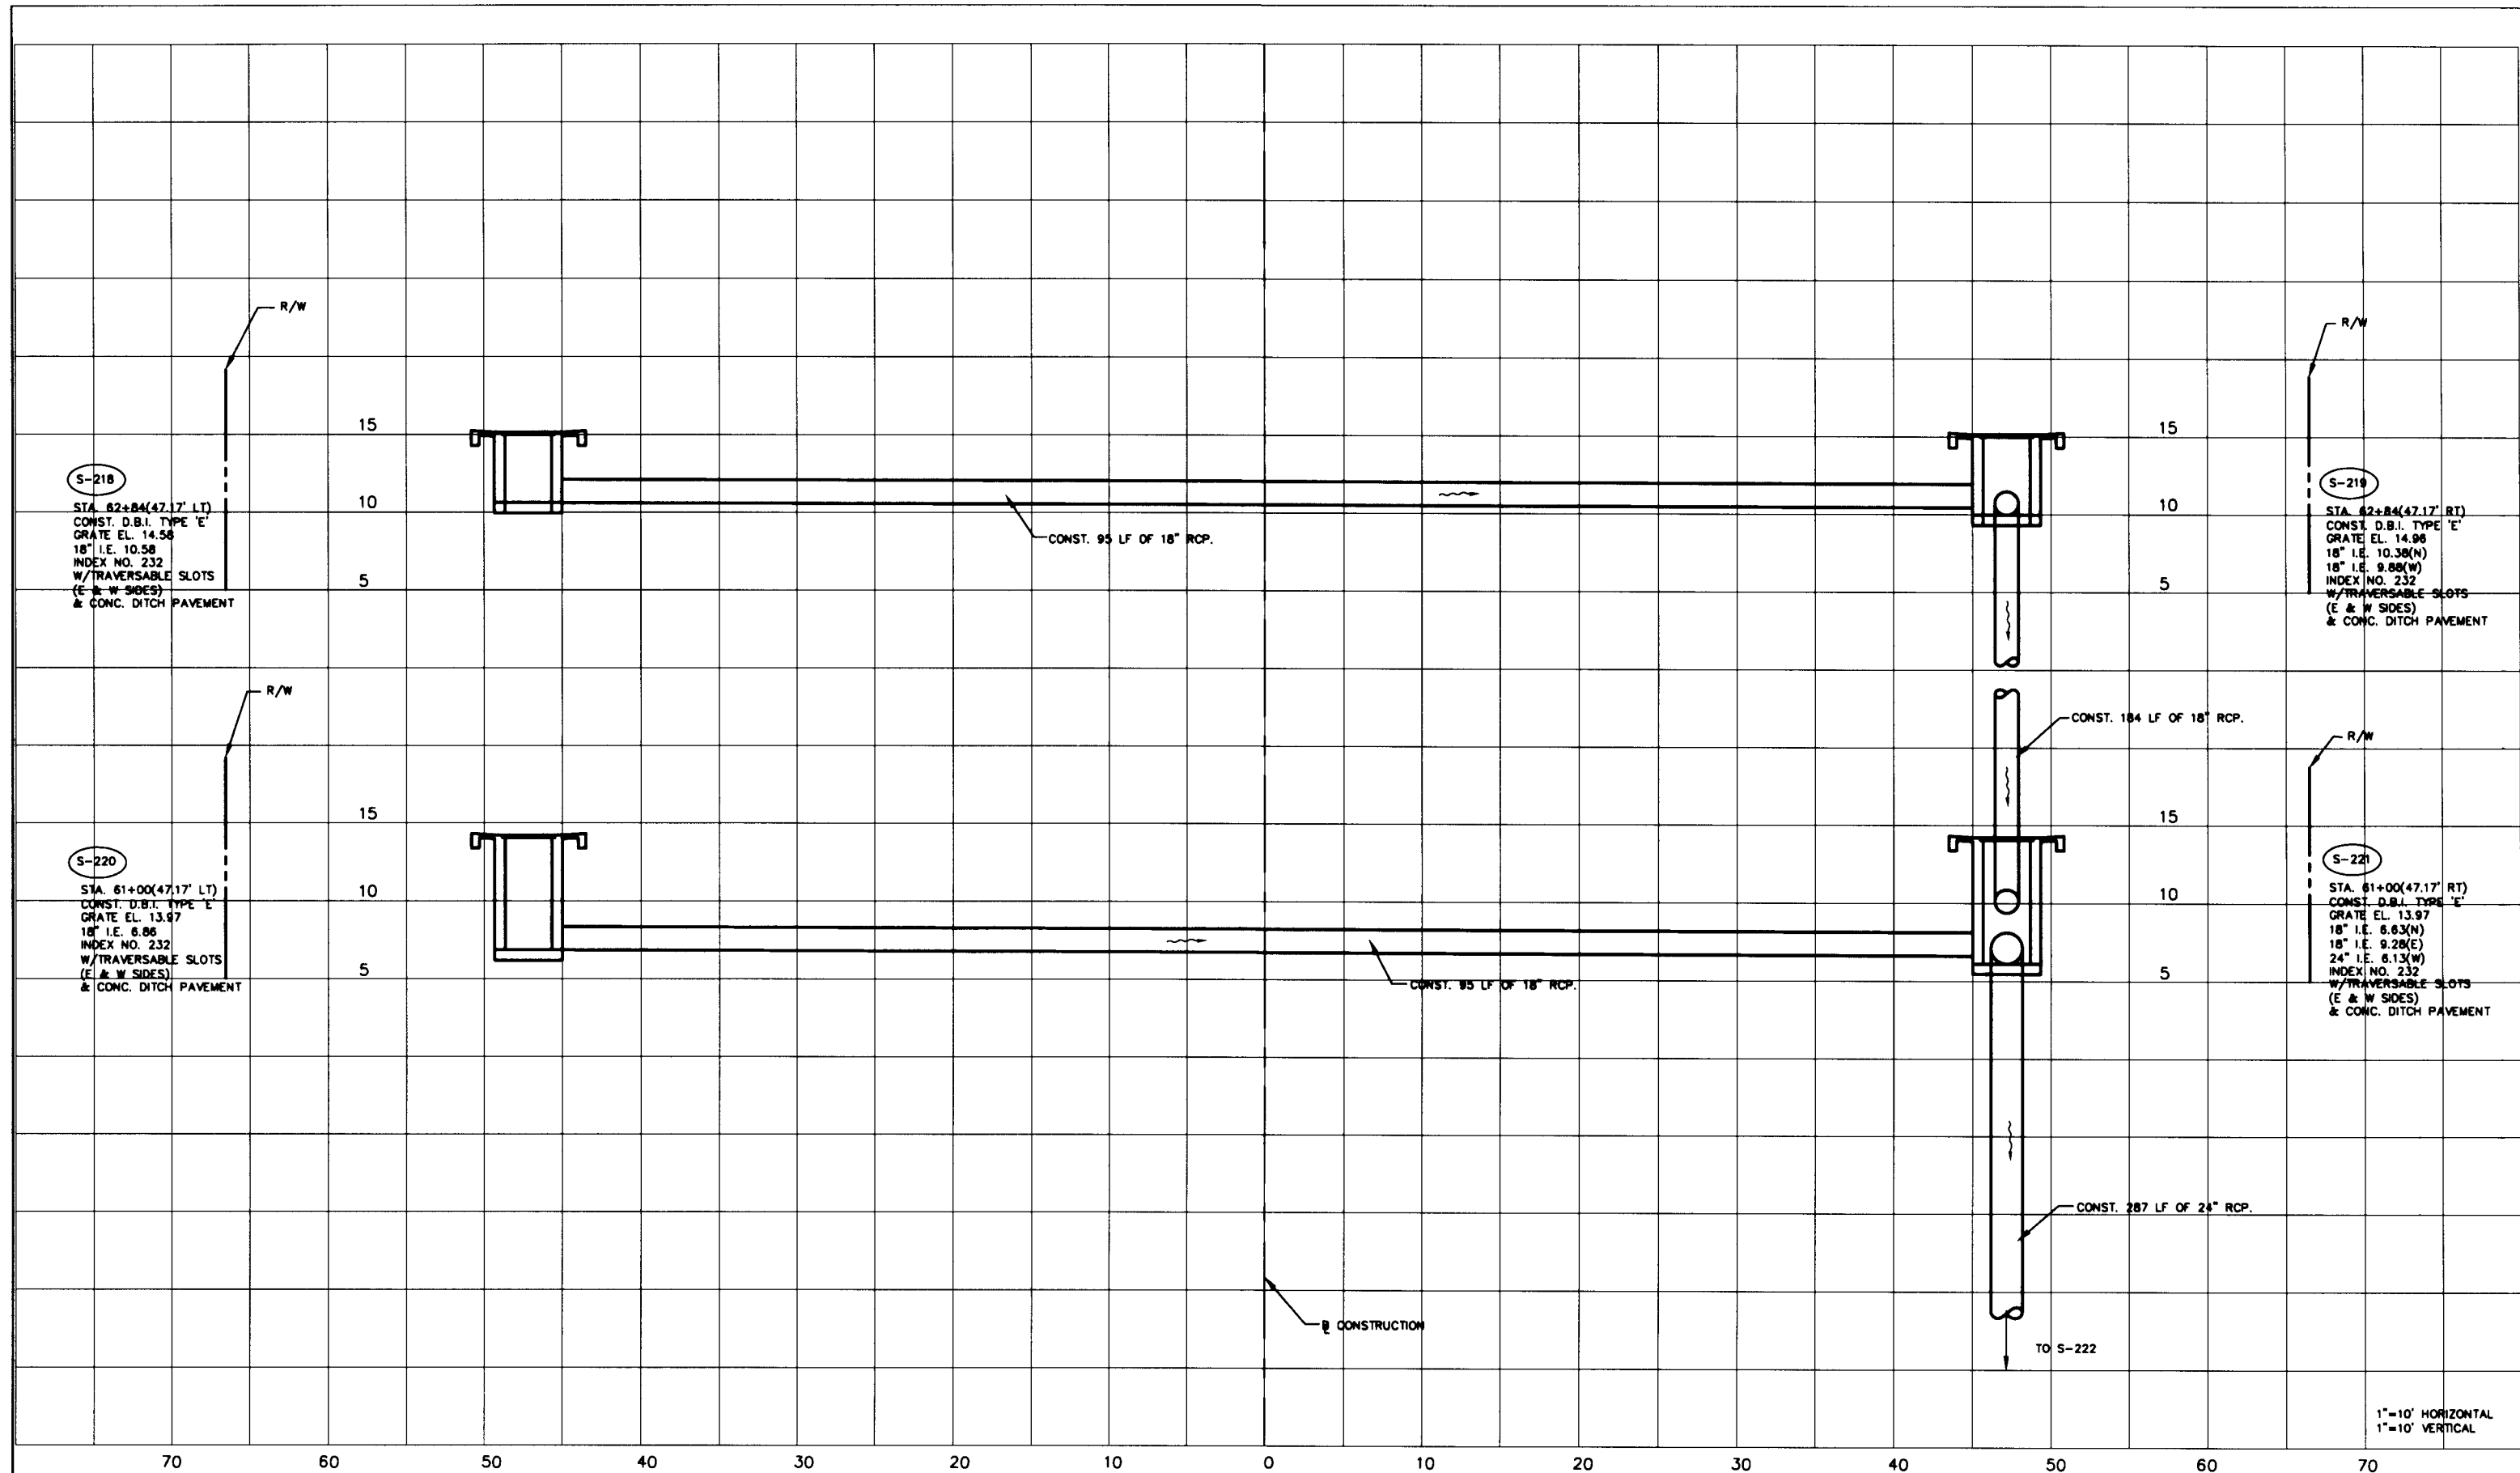 R/W
R/W
15
15
S-218
STA. 62+84(47.17' LT)
CONST. D.B.I. TYPE 'E'
GRATE EL. 14.58
18" I.E. 10.58
INDEX NO. 232
W/TRAVERSABLE SLOTS
(E & W SIDES)
& CONC. DITCH PAVEMENT
10
5
CONST. 95 LF OF 18" RCP.
10
5
S-219
STA. 62+84(47.17' RT)
CONST. D.B.I. TYPE 'E'
GRATE EL. 14.96
18" I.E. 10.38(N)
18" I.E. 9.88(W)
INDEX NO. 232
W/TRAVERSABLE SLOTS
(E & W SIDES)
& CONC. DITCH PAVEMENT
R/W
CONST. 184 LF OF 18" RCP.
R/W
15
15
S-220
STA. 61+00(47.17' LT)
CONST. D.B.I. TYPE 'E'
GRATE EL. 13.97
18" I.E. 6.86
INDEX NO. 232
W/TRAVERSABLE SLOTS
(E & W SIDES)
& CONC. DITCH PAVEMENT
10
5
CONST. 95 LF OF 18" RCP.
10
5
S-221
STA. 61+00(47.17' RT)
CONST. D.B.I. TYPE 'E'
GRATE EL. 13.97
18" I.E. 6.63(N)
18" I.E. 9.28(E)
24" I.E. 6.13(W)
INDEX NO. 232
W/TRAVERSABLE SLOTS
(E & W SIDES)
& CONC. DITCH PAVEMENT
CONST. 287 LF OF 24" RCP.
℄ CONSTRUCTION
TO S-222
1"=10' HORIZONTAL
1"=10' VERTICAL
70 60 50 40 30 20 10 0 10 20 30 40 50 60 70